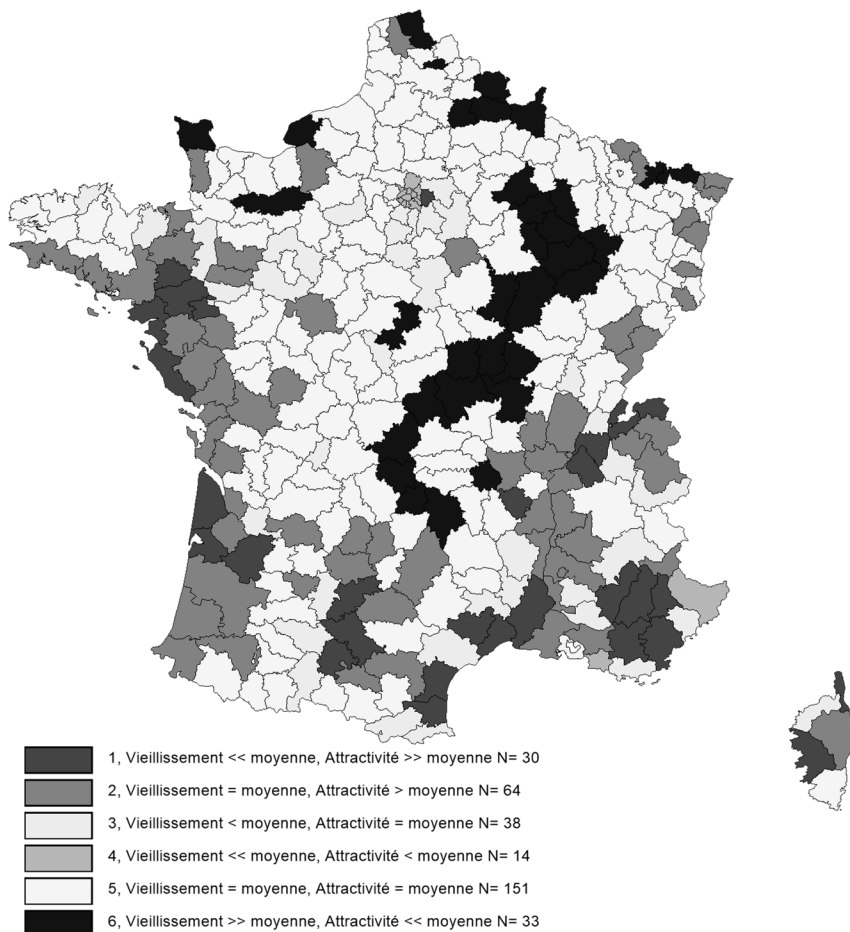 1, Vieillissement << moyenne, Attractivité >> moyenne N= 30
2, Vieillissement = moyenne, Attractivité > moyenne N= 64
3, Vieillissement < moyenne, Attractivité = moyenne N= 38
4, Vieillissement << moyenne, Attractivité < moyenne N= 14
5, Vieillissement = moyenne, Attractivité = moyenne N= 151
6, Vieillissement >> moyenne, Attractivité << moyenne N= 33